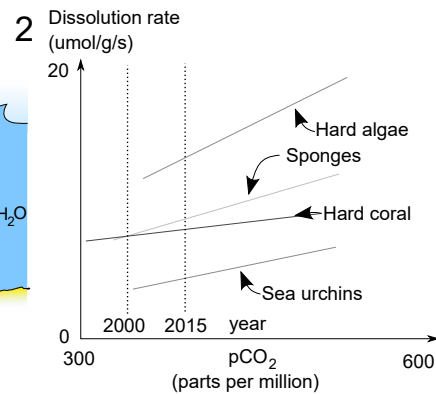 2
Dissolution rate
(umol/g/s)
20
Hard algae
Sponges
H₂O
Hard coral
Sea urchins
2000 2015 year
0
300 pCO₂ 600
(parts per million)